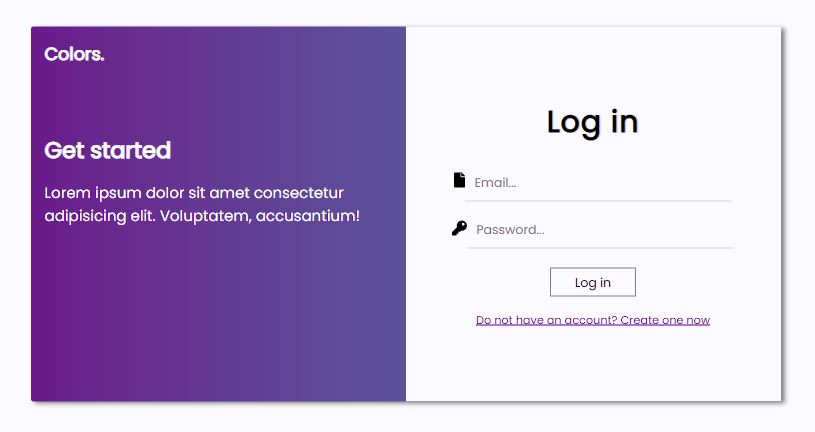 Colors.
Get started
Lorem ipsum dolor sit amet consectetur
adipisicing elit. Voluptatem, accusantium!
Log in
Email...
Password...
Log in
Do not have an account? Create one now